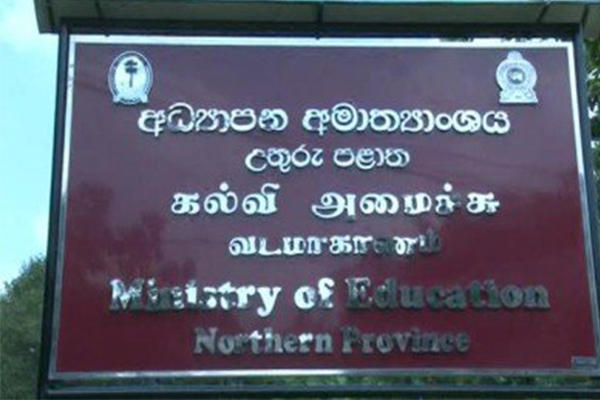 අධ්‍යාපන අමාත්‍යාංශය
උතුරු පළාත
கல்வி அமைச்சு
வடமாகாணம்
Ministry of Education
Northern Province